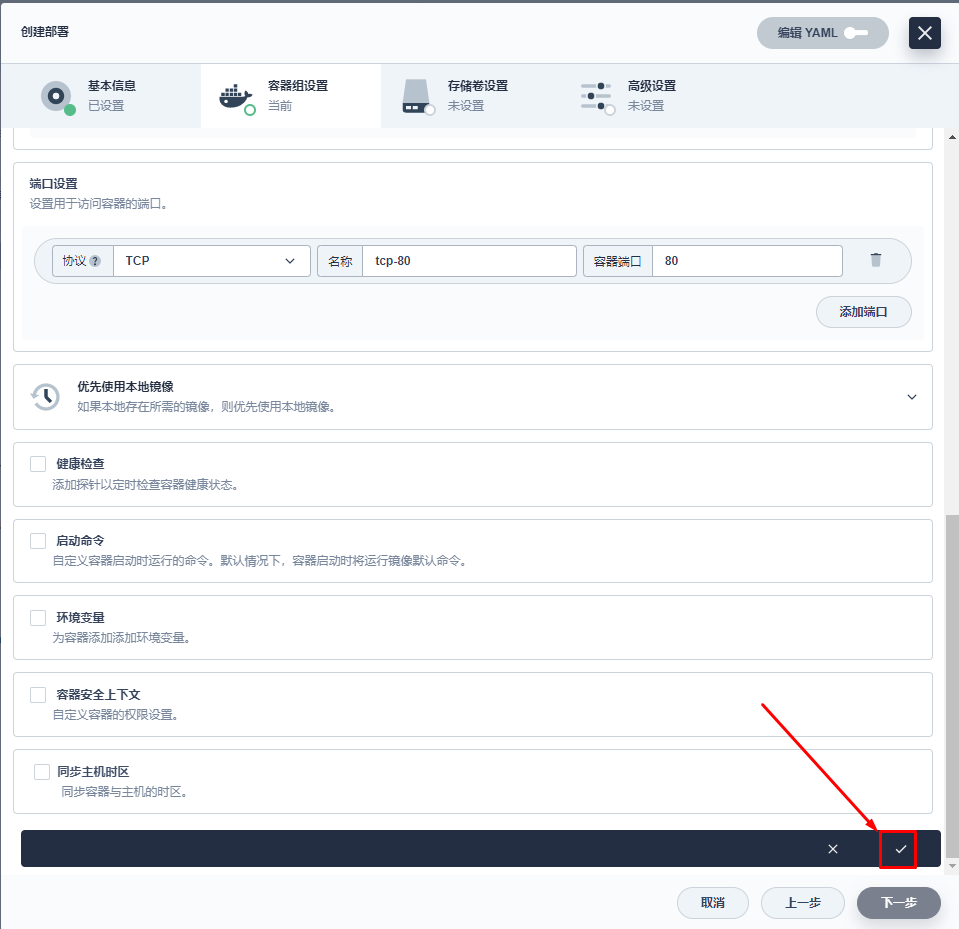 创建部署
编辑 YAML
基本信息
已设置
容器组设置
当前
存储卷设置
未设置
高级设置
未设置
端口设置
设置用于访问容器的端口。
协议 ?
TCP
名称
tcp-80
容器端口
80
添加端口
优先使用本地镜像
如果本地存在所需的镜像，则优先使用本地镜像。
健康检查
添加探针以定时检查容器健康状态。
启动命令
自定义容器启动时运行的命令。默认情况下，容器启动时将运行镜像默认命令。
环境变量
为容器添加添加环境变量。
容器安全上下文
自定义容器的权限设置。
同步主机时区
同步容器与主机的时区。
取消
上一步
下一步